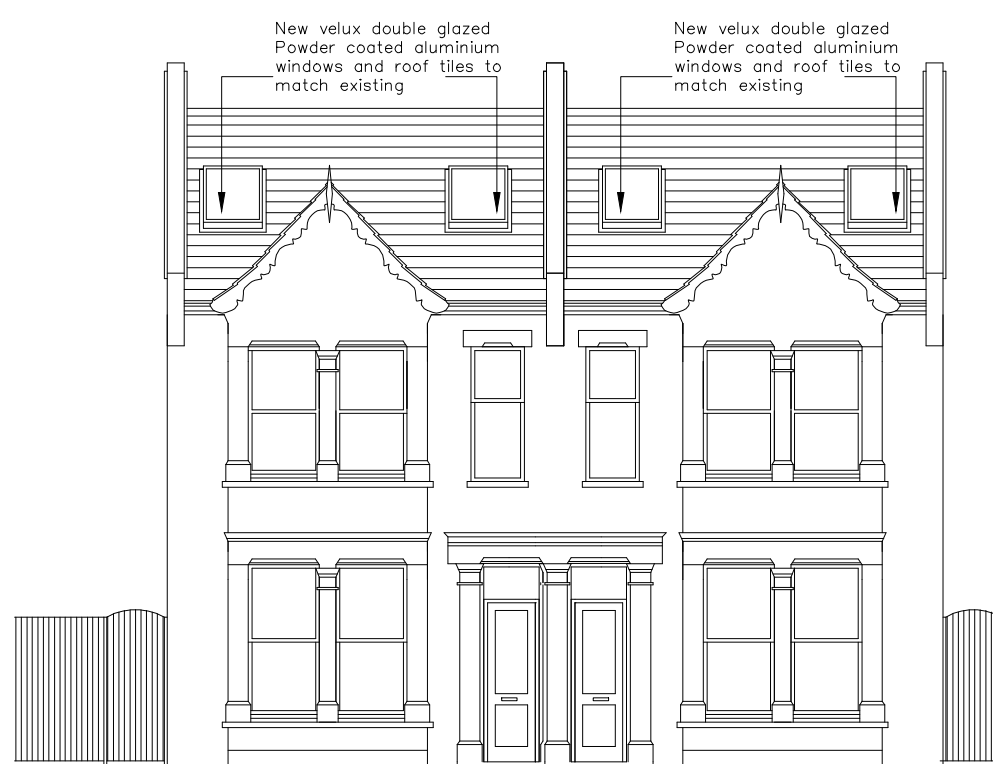 New velux double glazed
Powder coated aluminium
windows and roof tiles to
match existing
New velux double glazed
Powder coated aluminium
windows and roof tiles to
match existing